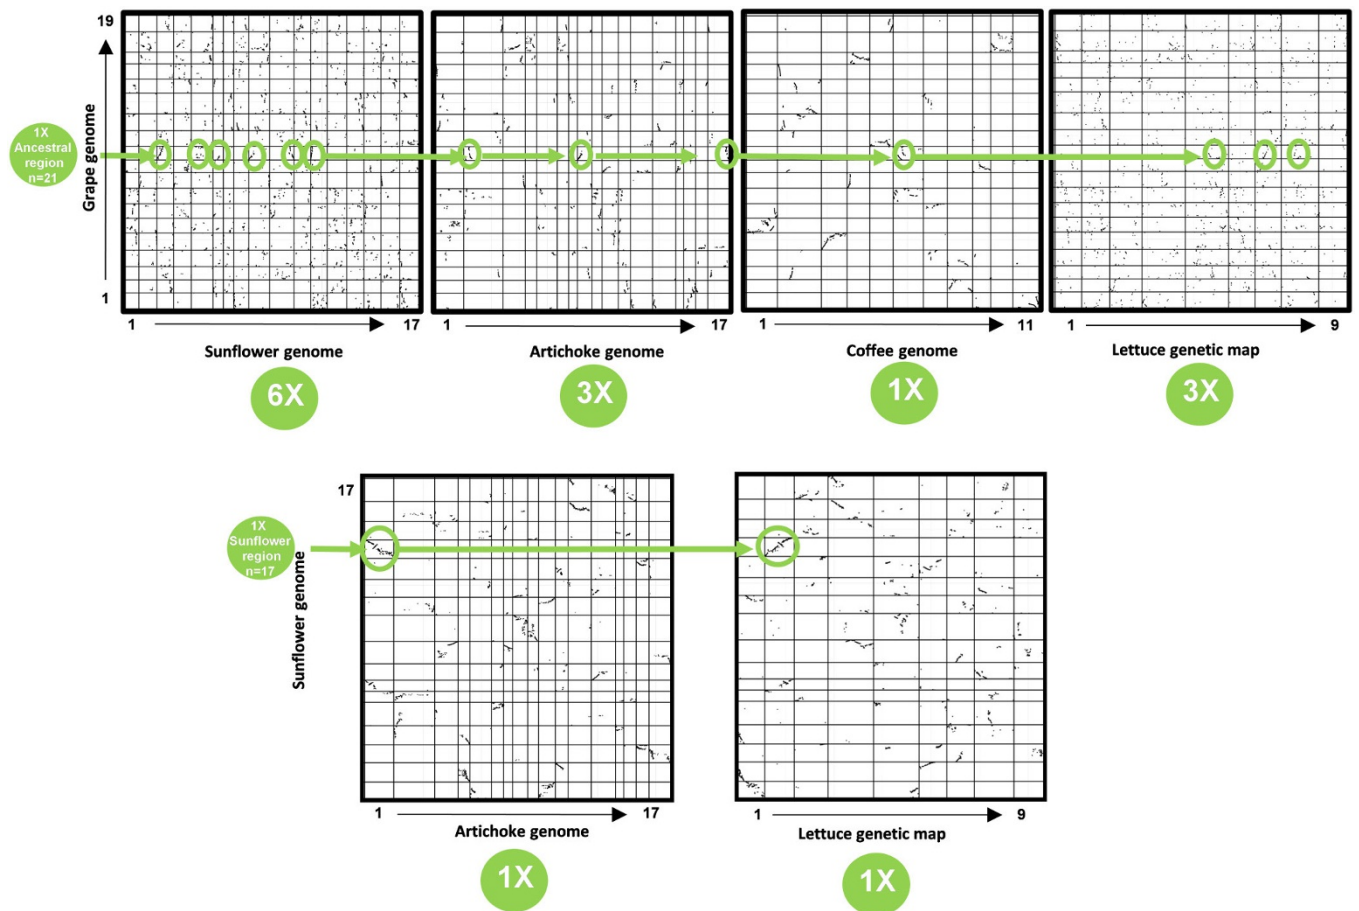 19
Grape genome
1
1X
Ancestral
region
n=21
1
17
Sunflower genome
6X
1
17
Artichoke genome
3X
1
11
Coffee genome
1X
1
9
Lettuce genetic map
3X
17
Sunflower genome
1X
Sunflower
region
n=17
1
17
Artichoke genome
1X
1
9
Lettuce genetic map
1X